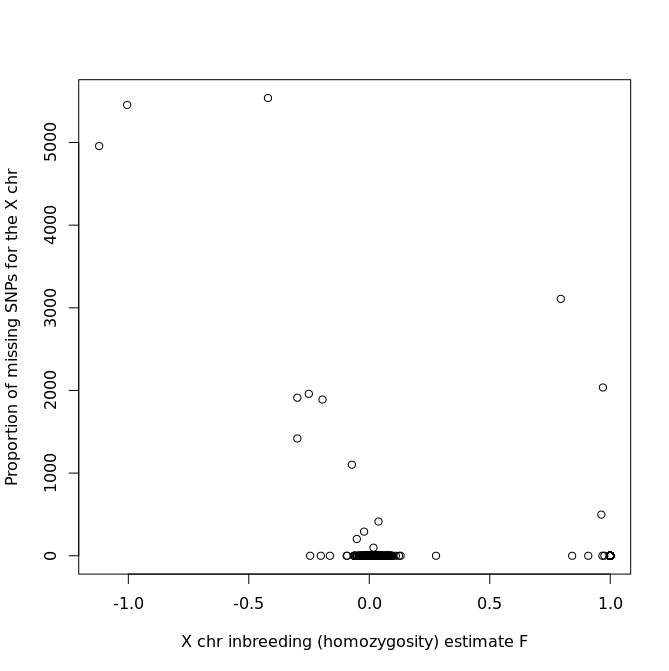 Proportion of missing SNPs for the X chr
5000
4000
3000
2000
1000
0
-1.0 -0.5 0.0 0.5 1.0
X chr inbreeding (homozygosity) estimate F